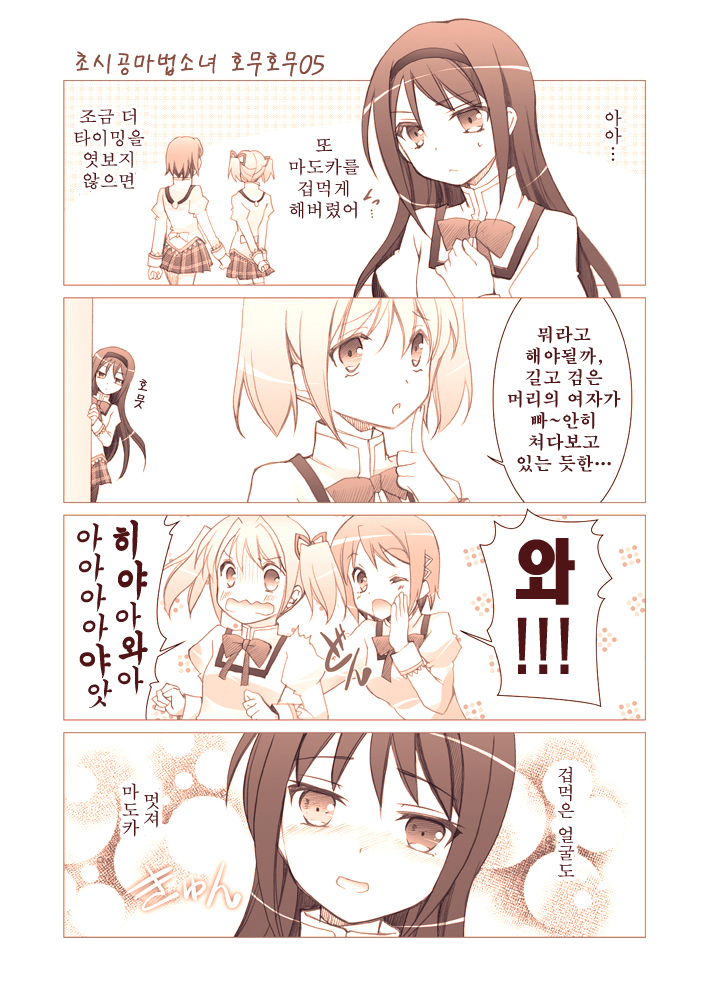 초시공마법소녀 호무호무05
아아…
또
마도카를
겁먹게
해버렸어
조금 더
타이밍을
엿보지
않으면
뭐라고
해야될까,
길고 검은
머리의 여자가
빠~안히
쳐다보고
있는 듯한…
호뭇
와
!!!
どん
히야아와아
아아아아야앗
겁먹은 얼굴도
멋져
마도카
きゅん